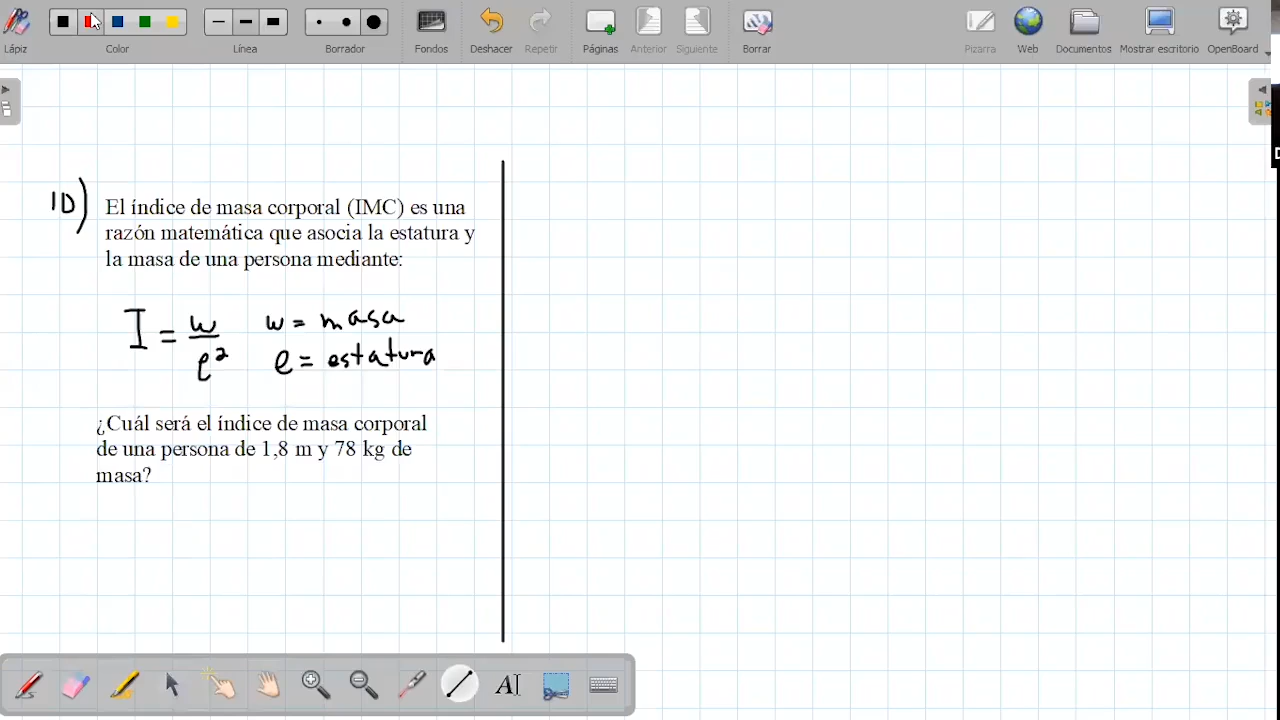 Lápiz
Color
Línea
Borrador
Fondos
Deshacer
Repetir
Páginas
Anterior
Siguiente
Borrar
Pizarra
Web
Documentos
Mostrar escritorio
OpenBoard
10) El índice de masa corporal (IMC) es una
razón matemática que asocia la estatura y
la masa de una persona mediante:
I = w/e² w = masa
e = estatura
¿Cuál será el índice de masa corporal
de una persona de 1,8 m y 78 kg de
masa?
AI